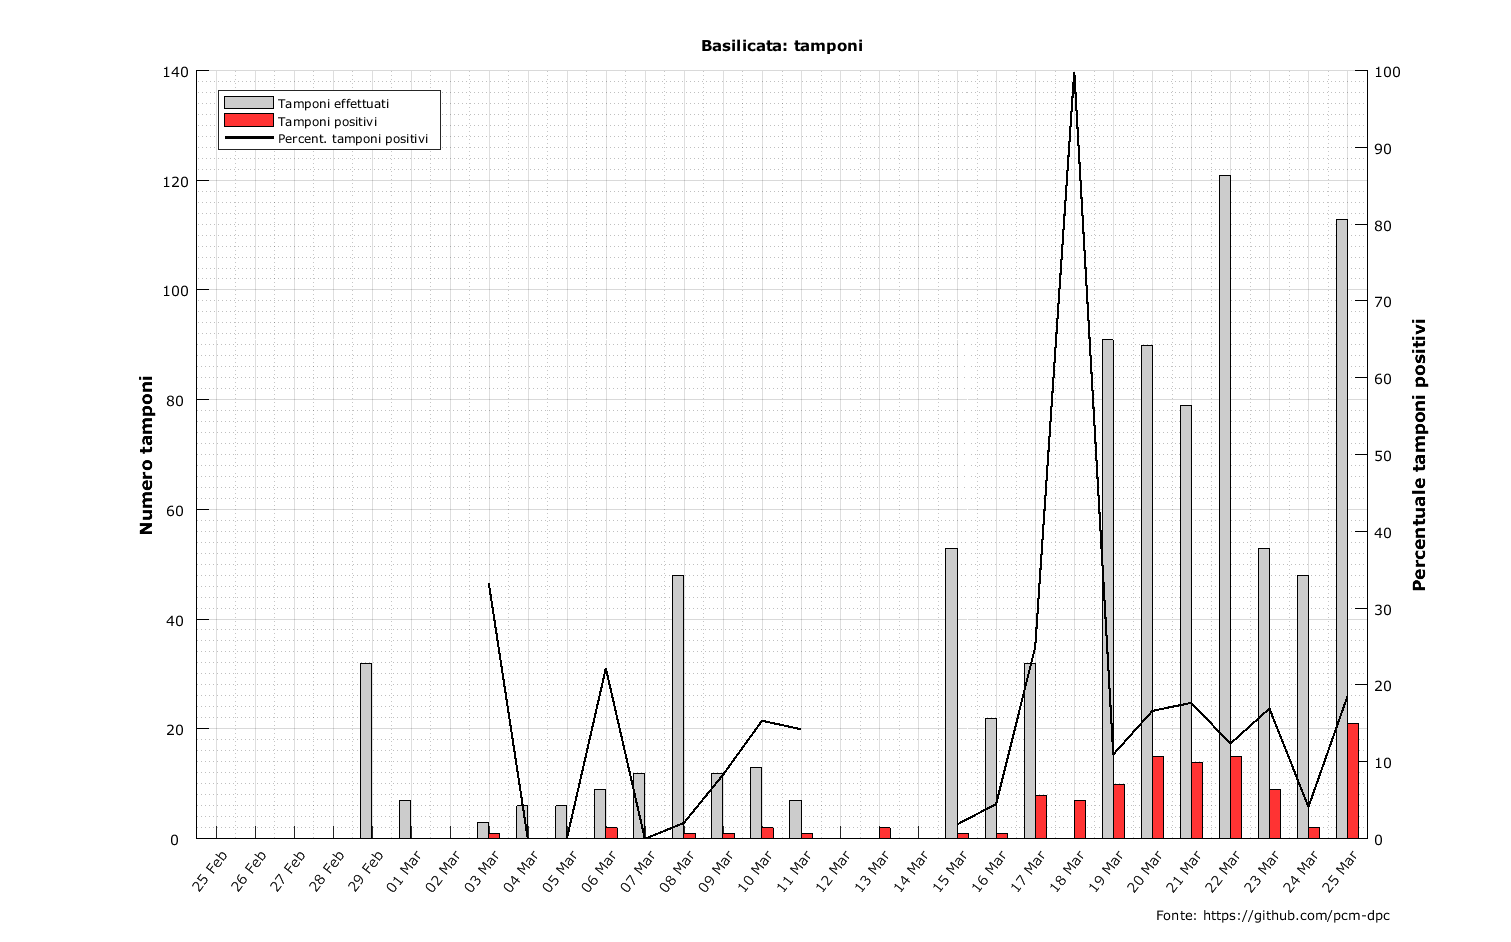 Basilicata: tamponi
Tamponi effettuati
Tamponi positivi
Percent. tamponi positivi
Numero tamponi
140
120
100
80
60
40
20
0
100
90
80
70
60
50
40
30
20
10
0
Percentuale tamponi positivi
25 Feb
26 Feb
27 Feb
28 Feb
29 Feb
01 Mar
02 Mar
03 Mar
04 Mar
05 Mar
06 Mar
07 Mar
08 Mar
09 Mar
10 Mar
11 Mar
12 Mar
13 Mar
14 Mar
15 Mar
16 Mar
17 Mar
18 Mar
19 Mar
20 Mar
21 Mar
22 Mar
23 Mar
24 Mar
25 Mar
Fonte: https://github.com/pcm-dpc